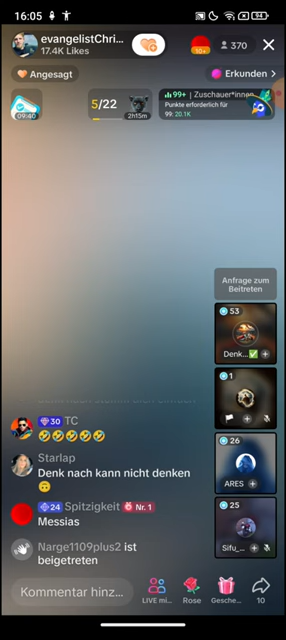 16:05
54
evangelistChri...
17.4K Likes
10+
370
Angesagt
Erkunden >
09:40
5/22
2h15m
99+ | Zuschauer*innen
Punkte erforderlich für
99: 20.1K
Anfrage zum
Beitreten
53
Denk...✅
1
30 TC
🤣🤣🤣🤣🤣
26
ARES
Starlap
Denk nach kann nicht denken
🙃
24 Spitzigkeit Nr. 1
Messias
25
Sifu_...
Narge1109plus2 ist
beigetreten
Kommentar hinz...
LIVE mi...
Rose
Gesche...
10